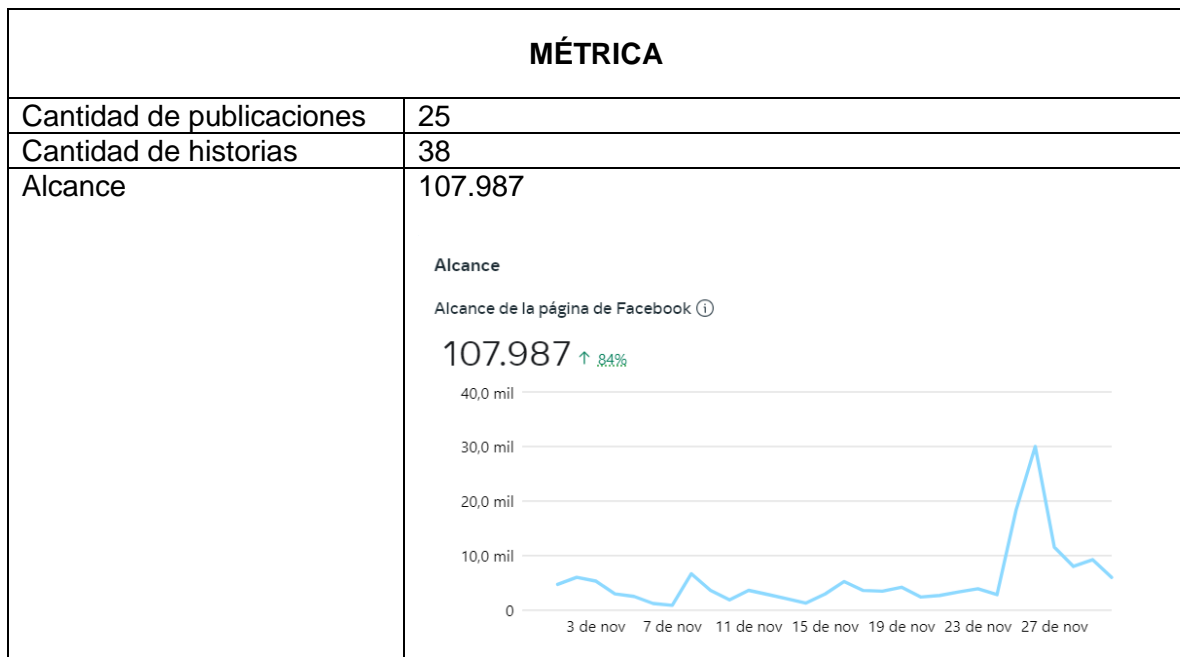 MÉTRICA
Cantidad de publicaciones 25
Cantidad de historias 38
Alcance 107.987
Alcance
Alcance de la página de Facebook
107.987 ↑ 84%
40,0 mil
30,0 mil
20,0 mil
10,0 mil
0
3 de nov 7 de nov 11 de nov 15 de nov 19 de nov 23 de nov 27 de nov